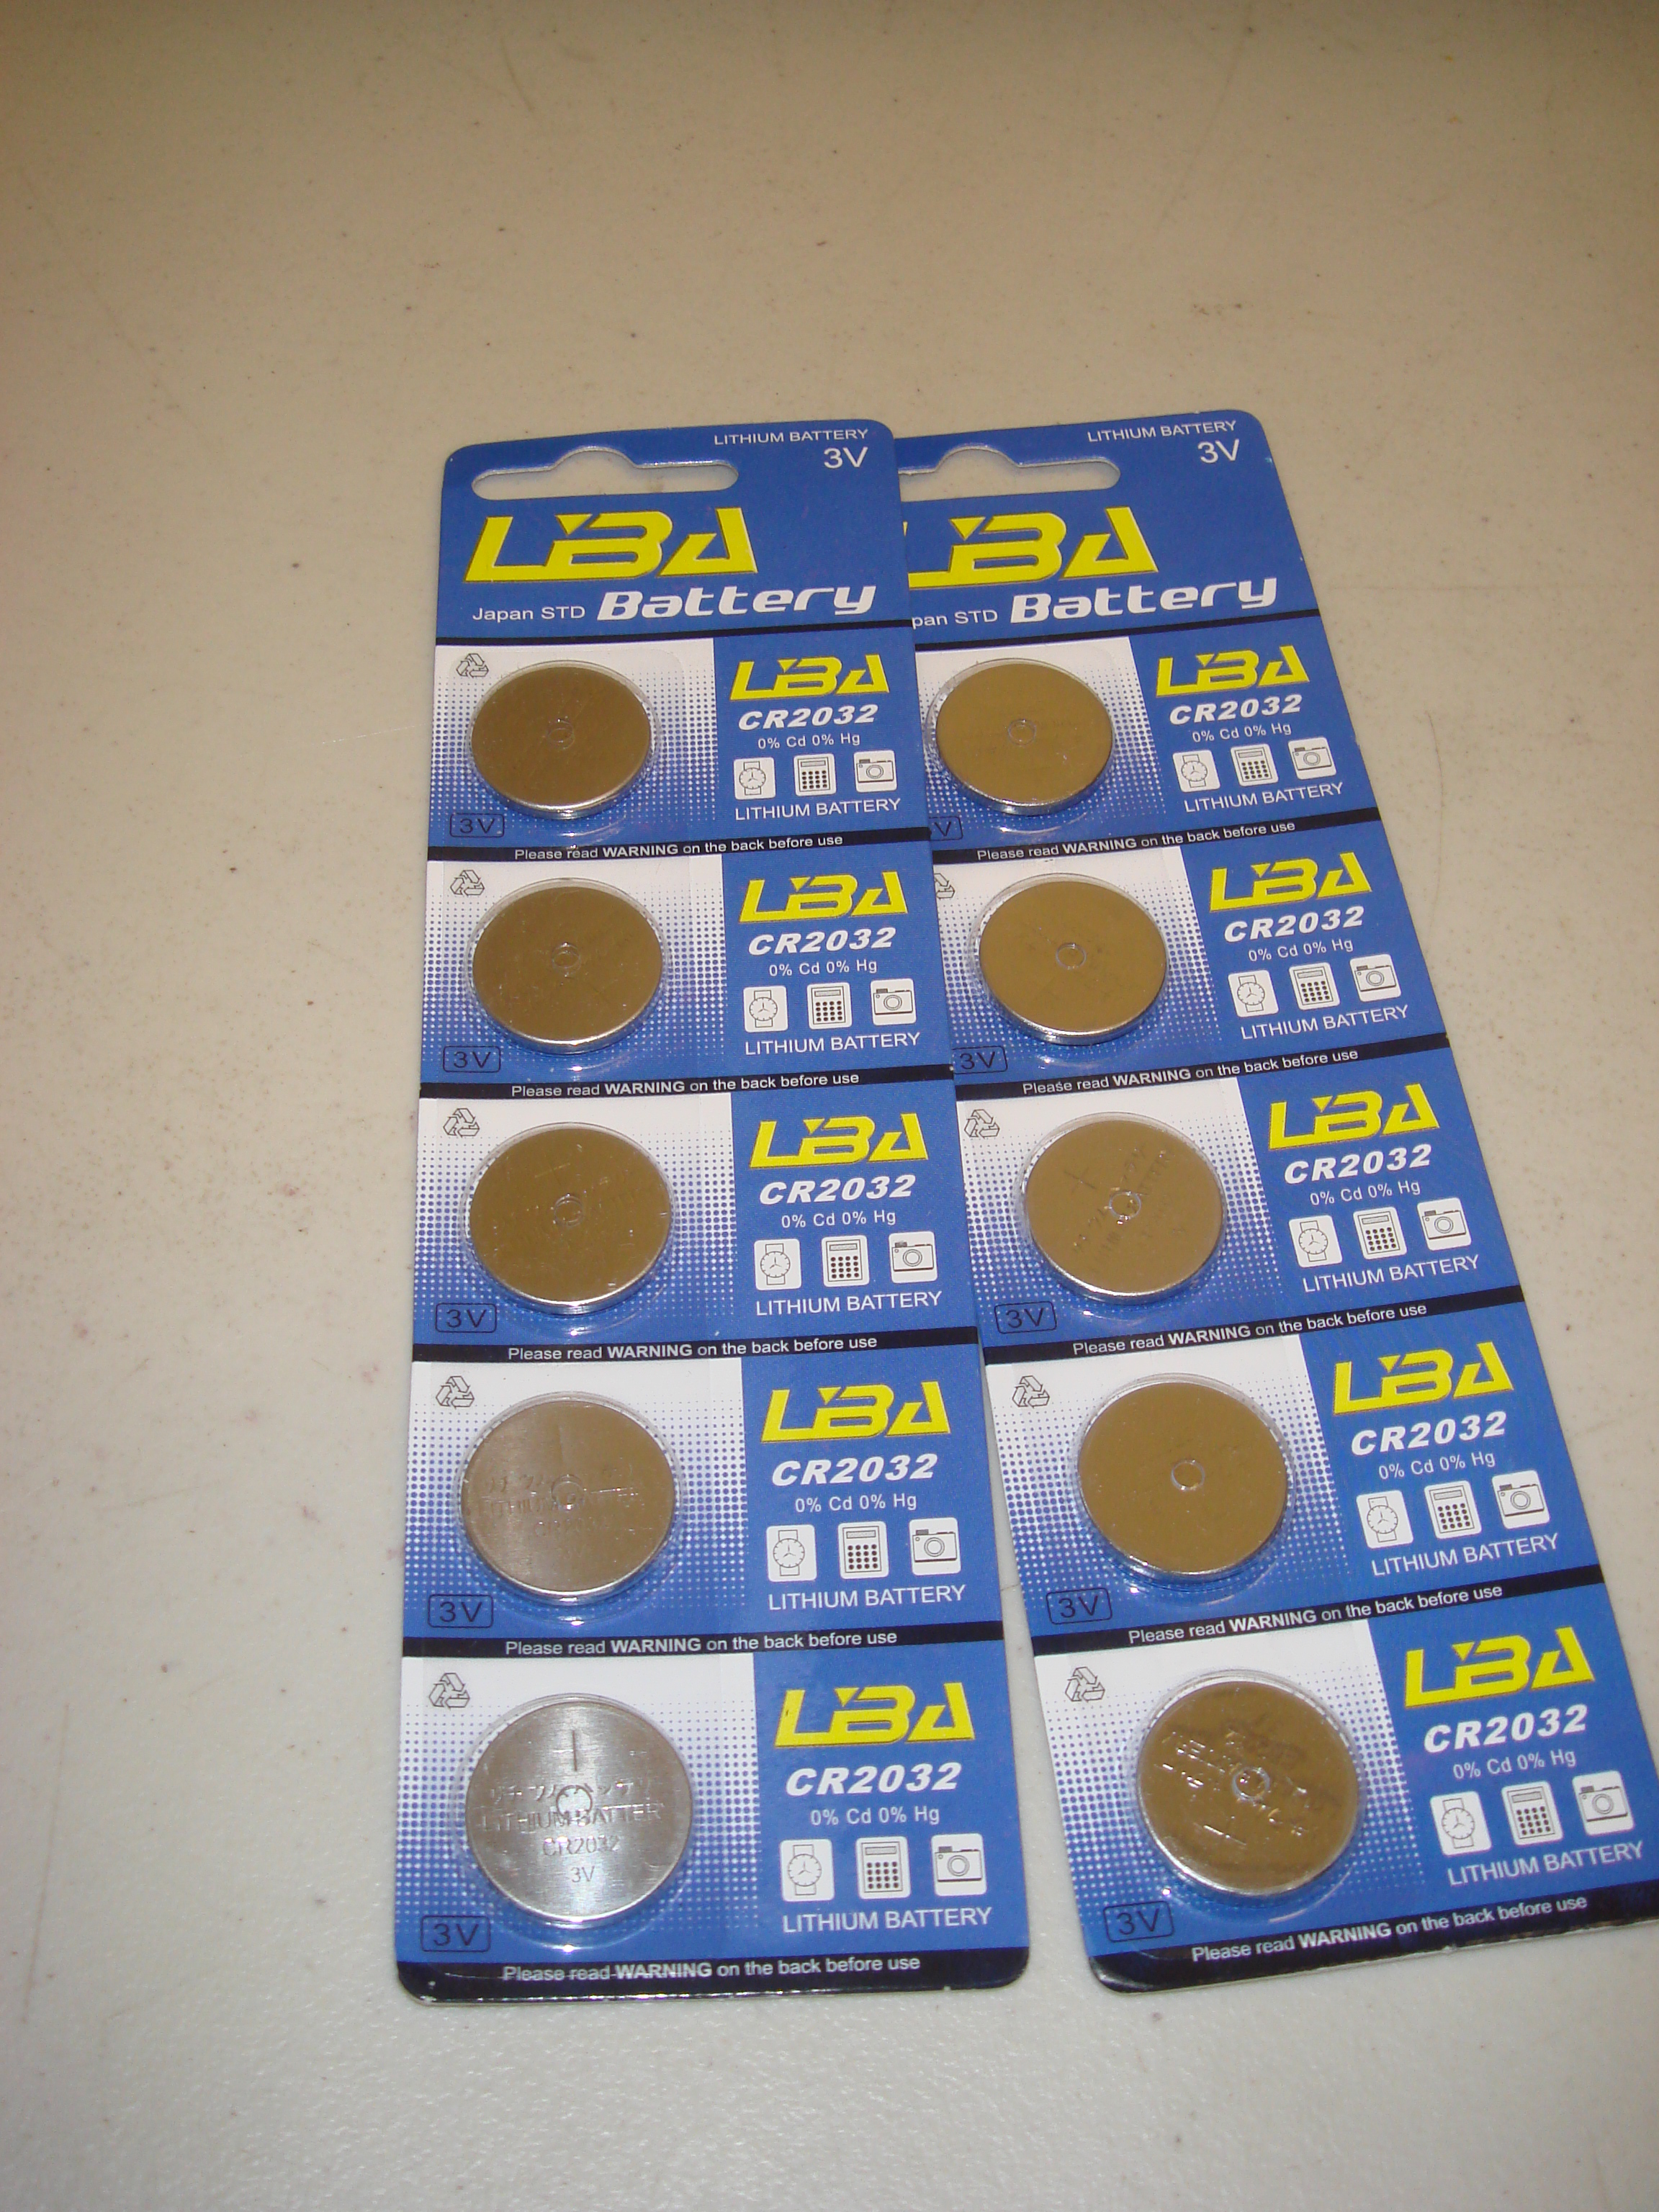 LITHIUM BATTERY
3V
LBA
Japan STD Battery
LBA
CR2032
0% Cd 0% Hg
LITHIUM BATTERY
3V
Please read WARNING on the back before use
LBA
CR2032
0% Cd 0% Hg
LITHIUM BATTERY
3V
Please read WARNING on the back before use
LBA
CR2032
0% Cd 0% Hg
LITHIUM BATTERY
3V
Please read WARNING on the back before use
LBA
CR2032
0% Cd 0% Hg
LITHIUM BATTERY
3V
Please read WARNING on the back before use
LBA
CR2032
0% Cd 0% Hg
LITHIUM BATTER
CR2032
3V
LITHIUM BATTERY
3V
Please read WARNING on the back before use
LITHIUM BATTERY
3V
LBA
pan STD Battery
LBA
CR2032
0% Cd 0% Hg
LITHIUM BATTERY
3V
Please read WARNING on the back before use
LBA
CR2032
0% Cd 0% Hg
LITHIUM BATTERY
3V
Please read WARNING on the back before use
LBA
CR2032
0% Cd 0% Hg
LITHIUM BATTERY
3V
Please read WARNING on the back before use
LBA
CR2032
0% Cd 0% Hg
LITHIUM BATTERY
3V
Please read WARNING on the back before use
LBA
CR2032
0% Cd 0% Hg
LITHIUM BATTERY
3V
Please read WARNING on the back before use